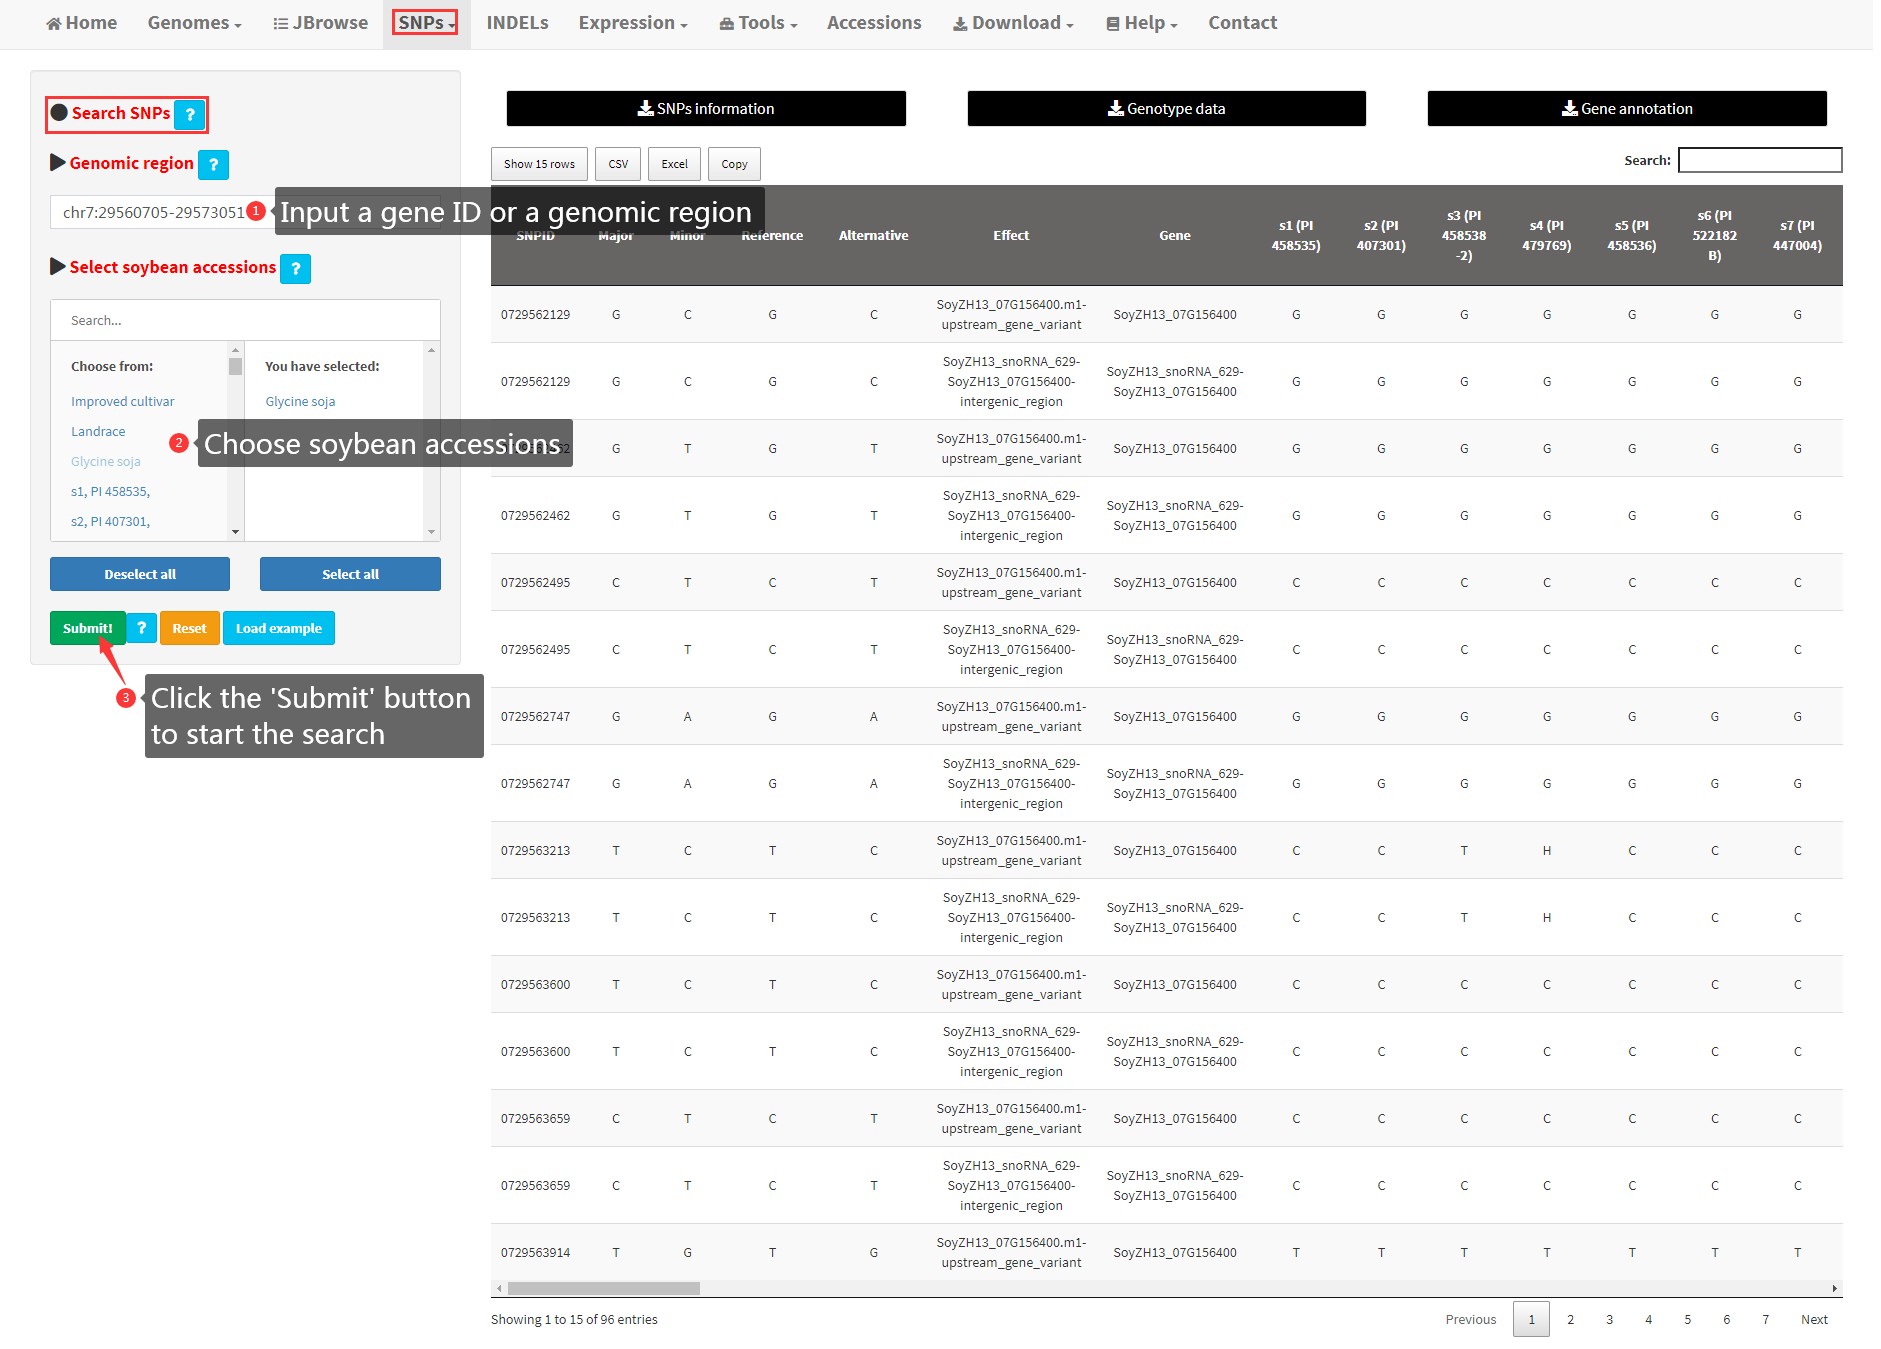 Home Genomes JBrowse SNPs INDELs Expression Tools Accessions Download Help Contact
Search SNPs ?
Genomic region ?
chr7:29560705-29573051
1 Input a gene ID or a genomic region
Select soybean accessions ?
Search...
Choose from:
Improved cultivar
Landrace
Glycine soja
s1, PI 458535,
s2, PI 407301,
You have selected:
Glycine soja
2 Choose soybean accessions
Deselect all Select all
Submit! ? Reset Load example
3 Click the 'Submit' button
to start the search
SNPs information Genotype data Gene annotation
Show 15 rows CSV Excel Copy Search:
SNPID Major Minor Reference Alternative Effect Gene s1 (PI 458535) s2 (PI 407301) s3 (PI 458538 -2) s4 (PI 479769) s5 (PI 458536) s6 (PI 522182 B) s7 (PI 447004)
0729562129 G C G C SoyZH13_07G156400.m1-upstream_gene_variant SoyZH13_07G156400 G G G G G G G
0729562129 G C G C SoyZH13_snoRNA_629-SoyZH13_07G156400-intergenic_region SoyZH13_snoRNA_629-SoyZH13_07G156400 G G G G G G G
G T G T SoyZH13_07G156400.m1-upstream_gene_variant SoyZH13_07G156400 G G G G G G G
0729562462 G T G T SoyZH13_snoRNA_629-SoyZH13_07G156400-intergenic_region SoyZH13_snoRNA_629-SoyZH13_07G156400 G G G G G G G
0729562495 C T C T SoyZH13_07G156400.m1-upstream_gene_variant SoyZH13_07G156400 C C C C C C C
0729562495 C T C T SoyZH13_snoRNA_629-SoyZH13_07G156400-intergenic_region SoyZH13_snoRNA_629-SoyZH13_07G156400 C C C C C C C
0729562747 G A G A SoyZH13_07G156400.m1-upstream_gene_variant SoyZH13_07G156400 G G G G G G G
0729562747 G A G A SoyZH13_snoRNA_629-SoyZH13_07G156400-intergenic_region SoyZH13_snoRNA_629-SoyZH13_07G156400 G G G G G G G
0729563213 T C T C SoyZH13_07G156400.m1-upstream_gene_variant SoyZH13_07G156400 C C T H C C C
0729563213 T C T C SoyZH13_snoRNA_629-SoyZH13_07G156400-intergenic_region SoyZH13_snoRNA_629-SoyZH13_07G156400 C C T H C C C
0729563600 T C T C SoyZH13_07G156400.m1-upstream_gene_variant SoyZH13_07G156400 C C C C C C C
0729563600 T C T C SoyZH13_snoRNA_629-SoyZH13_07G156400-intergenic_region SoyZH13_snoRNA_629-SoyZH13_07G156400 C C C C C C C
0729563659 C T C T SoyZH13_07G156400.m1-upstream_gene_variant SoyZH13_07G156400 C C C C C C C
0729563659 C T C T SoyZH13_snoRNA_629-SoyZH13_07G156400-intergenic_region SoyZH13_snoRNA_629-SoyZH13_07G156400 C C C C C C C
0729563914 T G T G SoyZH13_07G156400.m1-upstream_gene_variant SoyZH13_07G156400 T T T T T T T
Showing 1 to 15 of 96 entries Previous 1 2 3 4 5 6 7 Next